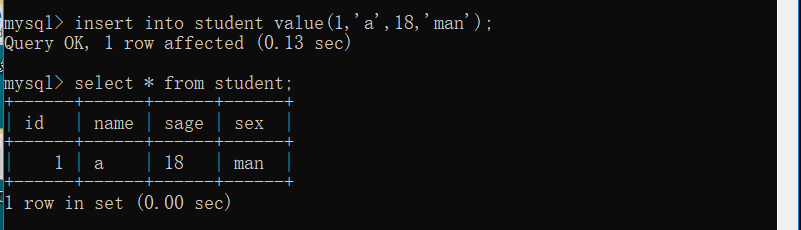 mysql> insert into student value(1,'a',18,'man');
Query OK, 1 row affected (0.13 sec)
mysql> select * from student;
+------+------+------+------+
| id   | name | sage | sex  |
+------+------+------+------+
|    1 | a    | 18   | man  |
+------+------+------+------+
1 row in set (0.00 sec)